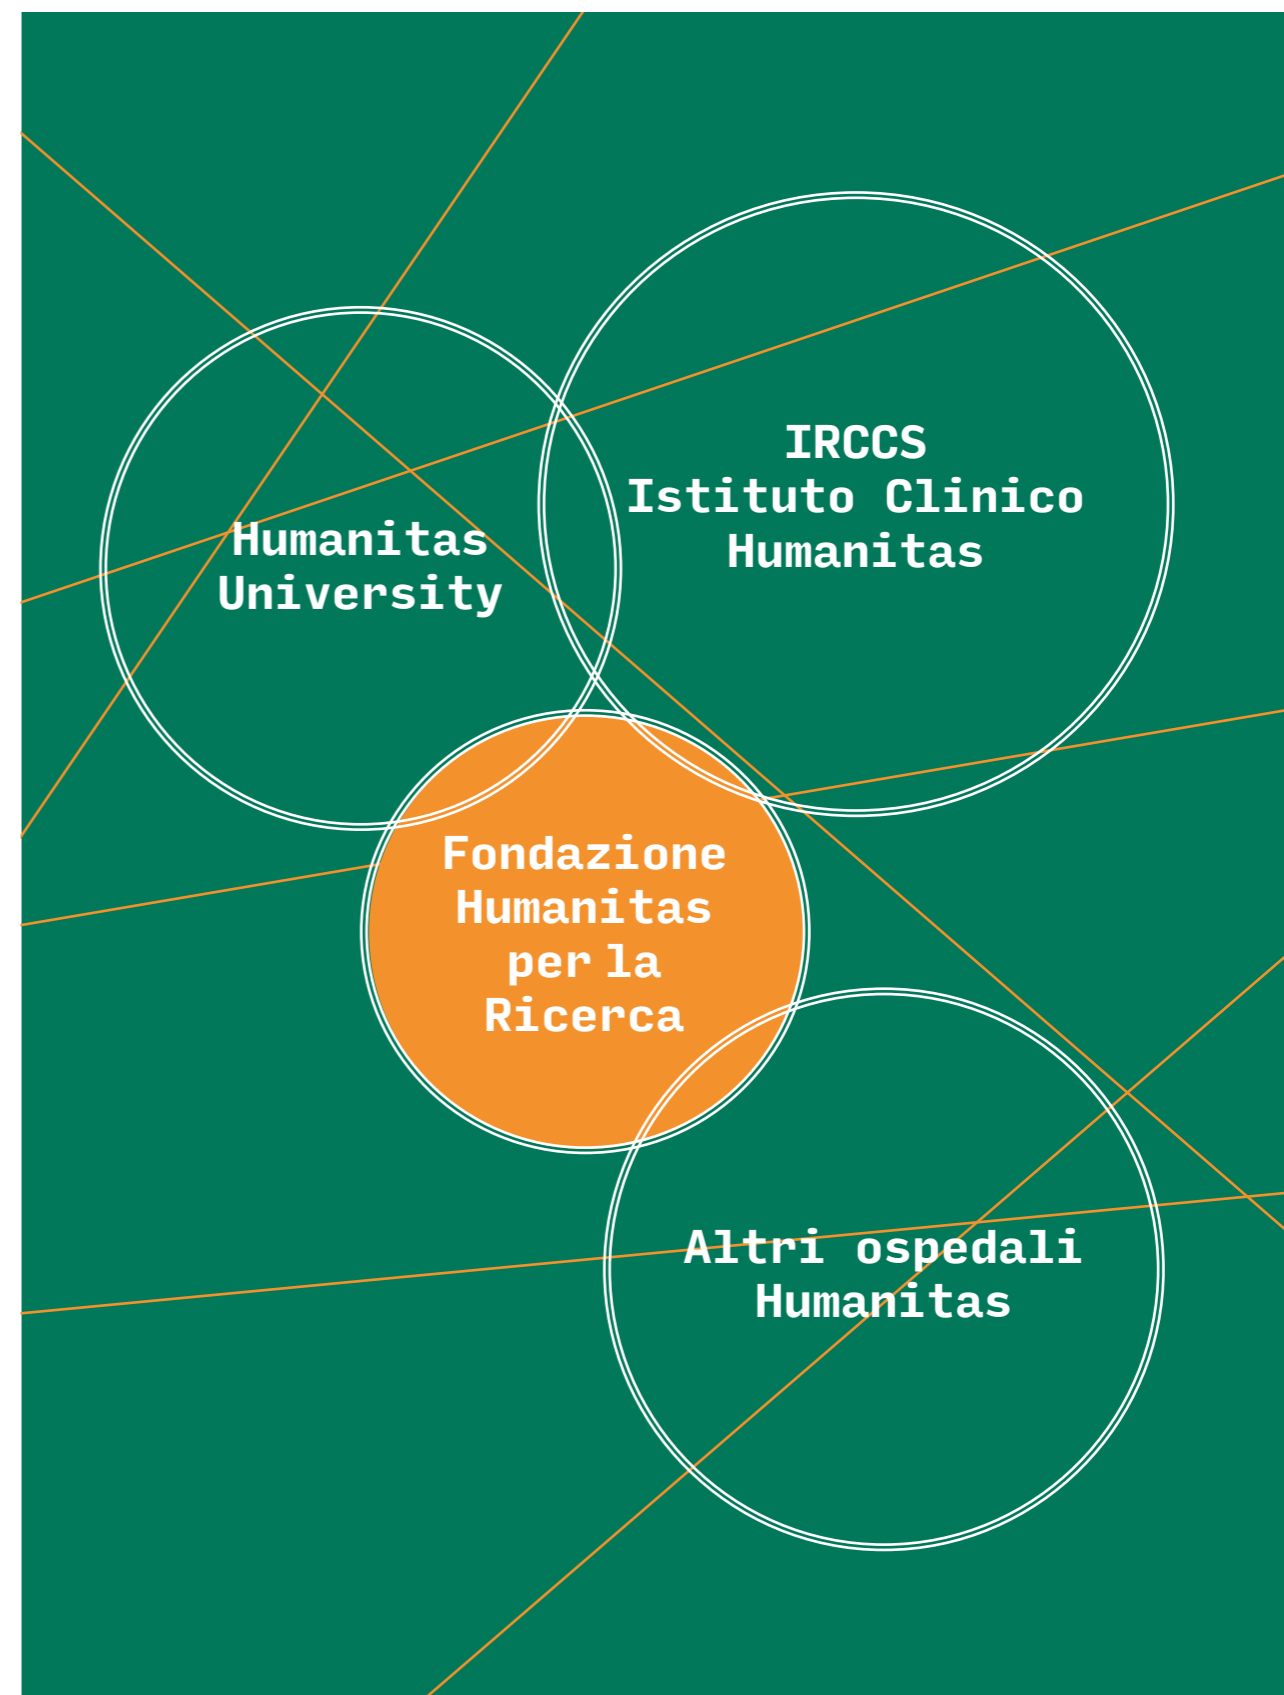 IRCCS
Istituto Clinico
Humanitas
Humanitas
University
Fondazione
Humanitas
per la
Ricerca
Altri ospedali
Humanitas